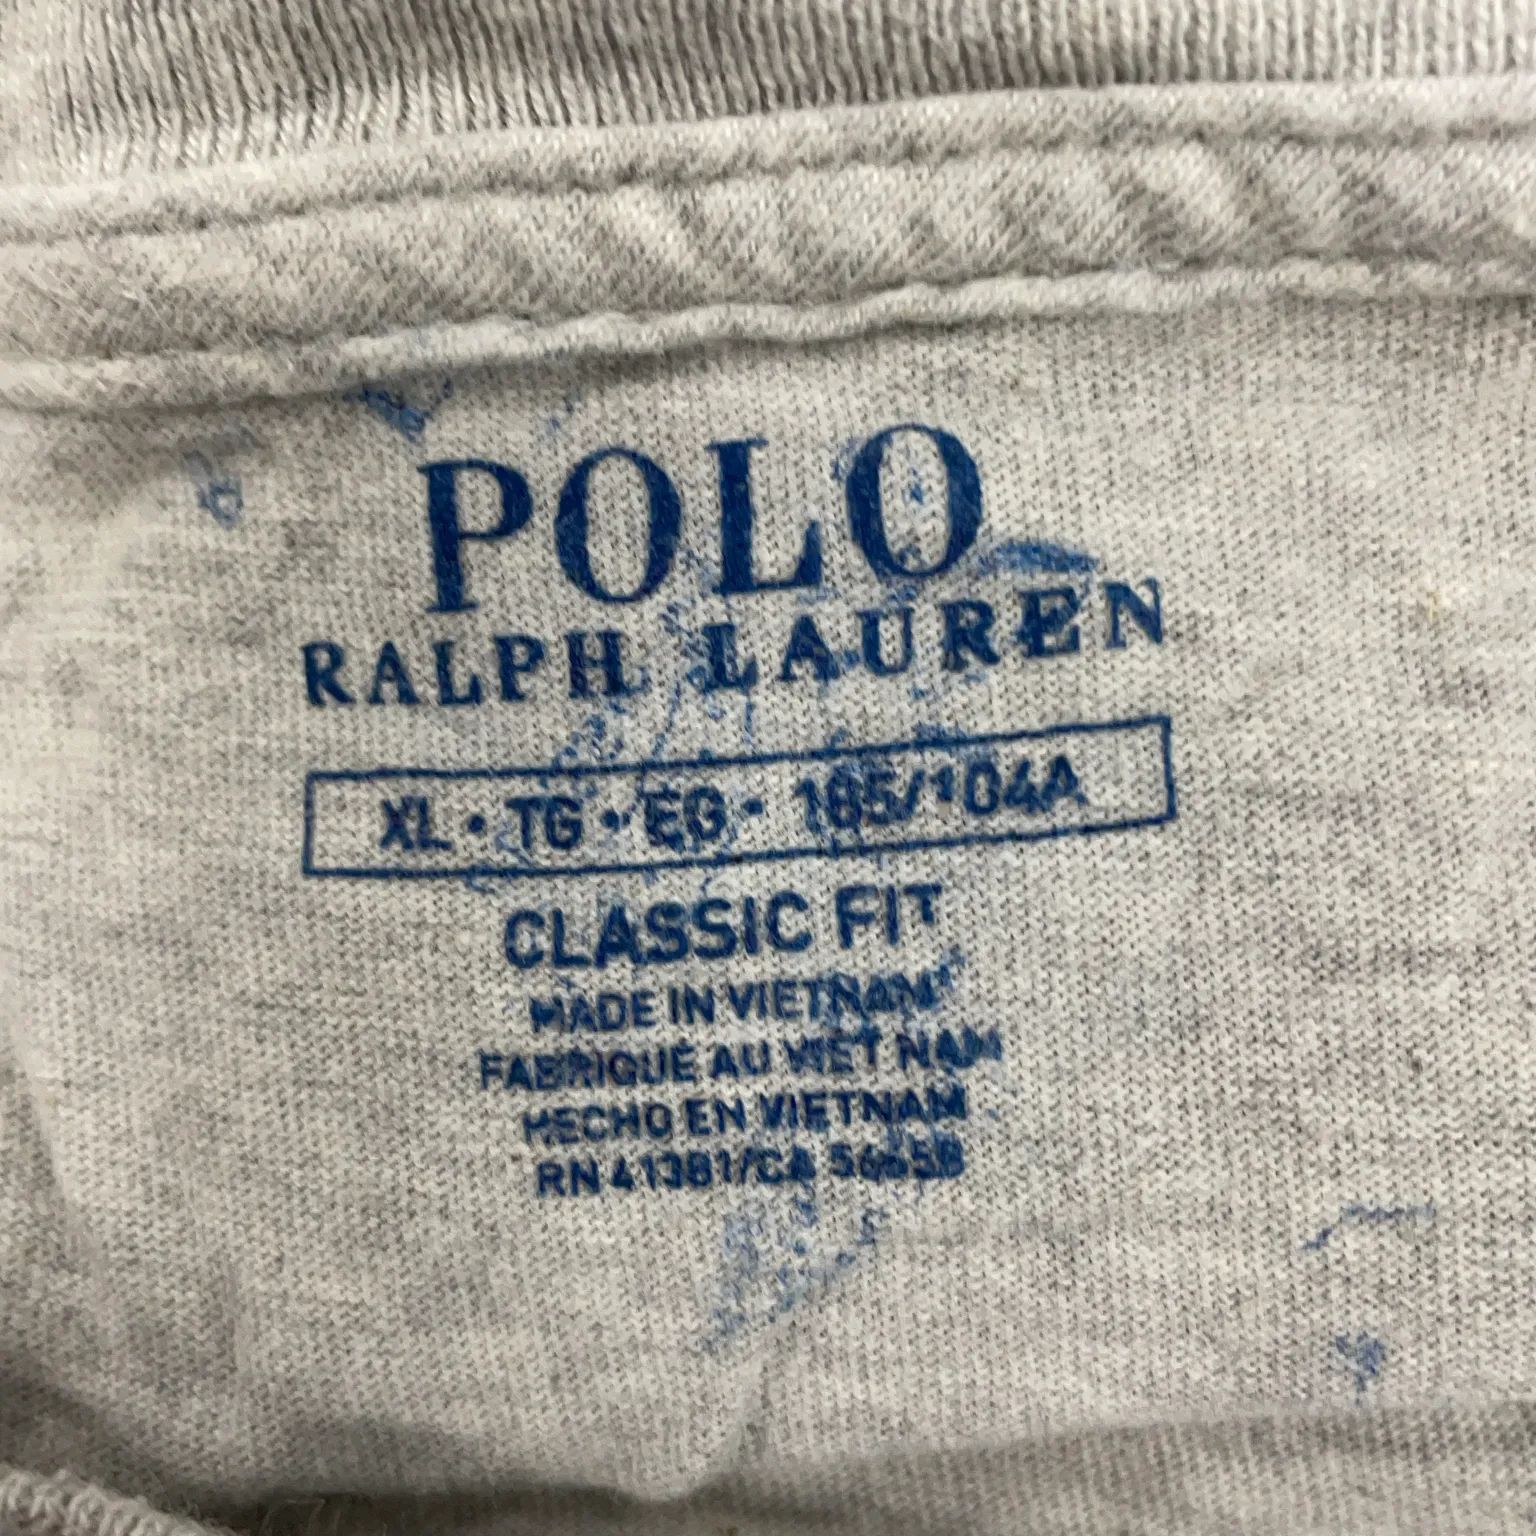 POLO
RALPH LAUREN
XL • TG • EG • 185/104A
CLASSIC FIT
MADE IN VIETNAM
FABRIQUÉ AU VIET NAM
HECHO EN VIETNAM
RN 41381/CA